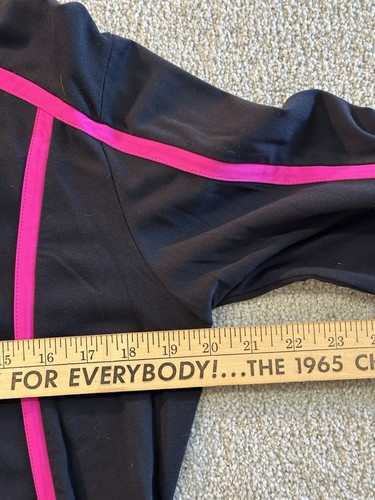 15 16 17 18 19 20 21 22 23
FOR EVERYBODY!...THE 1965 C